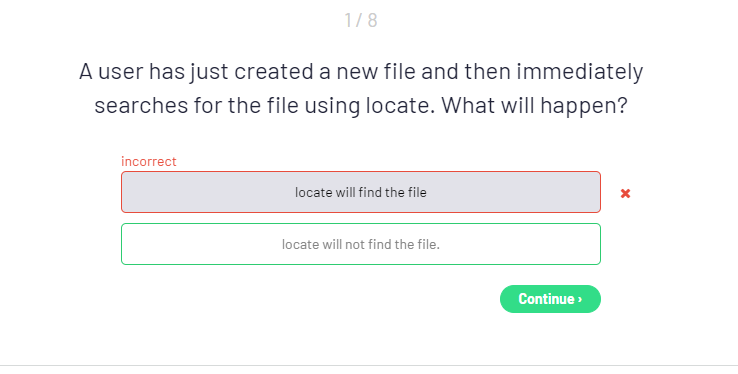 1 / 8
A user has just created a new file and then immediately
searches for the file using locate. What will happen?
incorrect
locate will find the file
locate will not find the file.
Continue ›